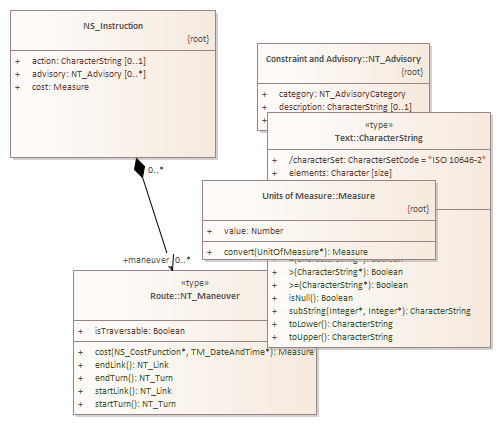 NS_Instruction
{root}
+ action: CharacterString [0..1]
+ advisory: NT_Advisory [0..*]
+ cost: Measure
Constraint and Advisory::NT_Advisory
{root}
+ category: NT_AdvisoryCategory
+ description: CharacterString [0..1]
+
«type»
Text::CharacterString
+ /characterSet: CharacterSetCode = "ISO 10646-2"
+ elements: Character [size]
Units of Measure::Measure
{root}
+ value: Number
+ convert(UnitOfMeasure*): Measure
+ =(CharacterString*): Boolean
+ >(CharacterString*): Boolean
+ >=(CharacterString*): Boolean
+ isNull(): Boolean
+ subString(Integer*, Integer*): CharacterString
+ toLower(): CharacterString
+ toUpper(): CharacterString
0..*
+maneuver 0..*
«type»
Route::NT_Maneuver
+ isTraversable: Boolean
+ cost(NS_CostFunction*, TM_DateAndTime*): Measure
+ endLink(): NT_Link
+ endTurn(): NT_Turn
+ startLink(): NT_Link
+ startTurn(): NT_Turn